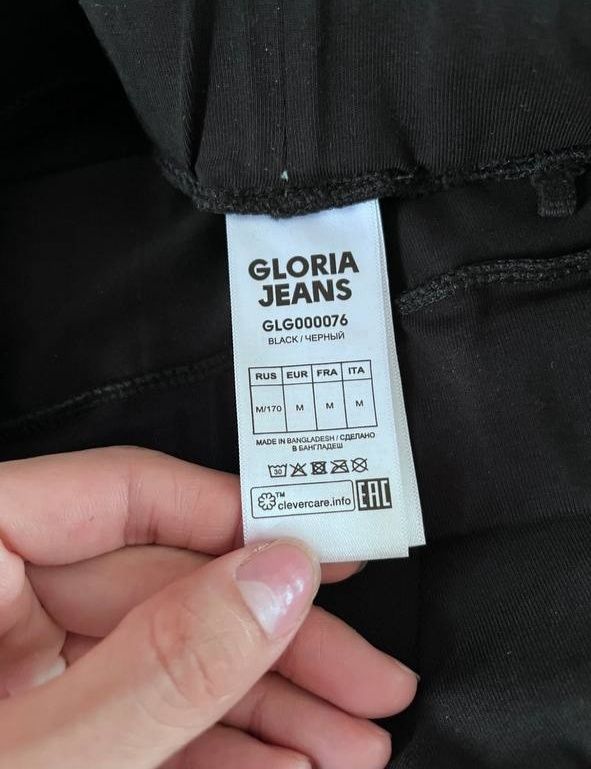 GLORIA
JEANS
GLG000076
BLACK / ЧЕРНЫЙ
RUS EUR FRA ITA
M/170 M M M
MADE IN BANGLADESH / СДЕЛАНО
В БАНГЛАДЕШ
30
TM
clevercare.info
EAC